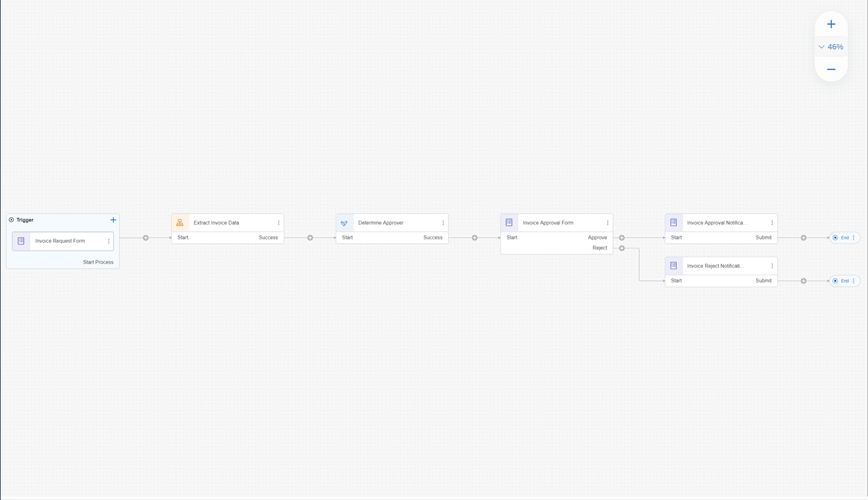 46%
Trigger
Invoice Request Form
Start Process
Extract Invoice Data
Start Success
Determine Approver
Start Success
Invoice Approval Form
Start Approve
Reject
Invoice Approval Notifica...
Start Submit
End
Invoice Reject Notificati...
Start Submit
End